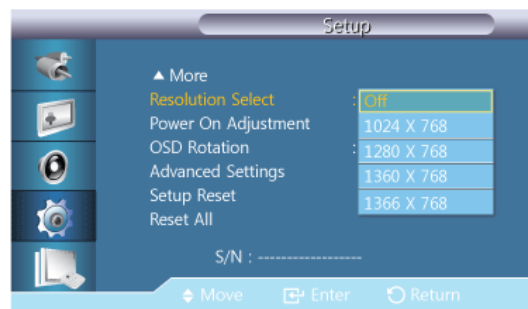 Setup
▲ More
Resolution Select : Off
Power On Adjustment 1024 X 768
OSD Rotation : 1280 X 768
Advanced Settings 1360 X 768
Setup Reset 1366 X 768
Reset All
S/N : ------------------
Move Enter Return